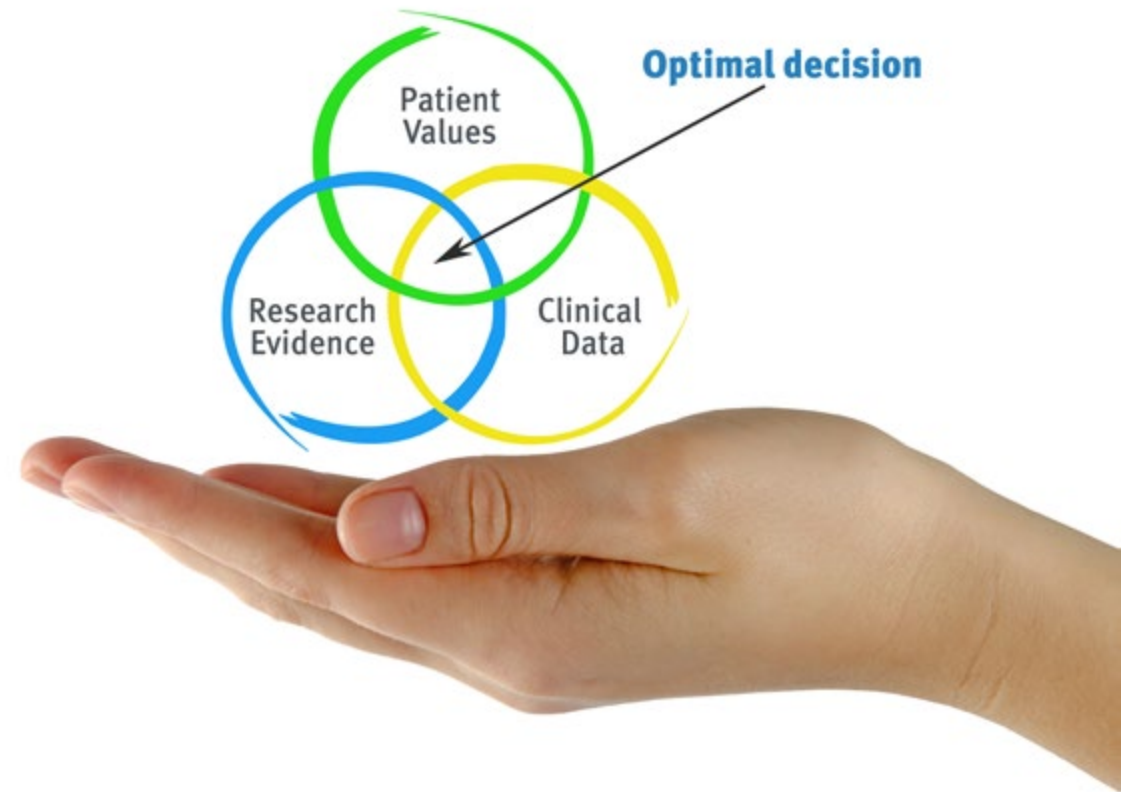 Optimal decision
Patient
Values
Research
Evidence
Clinical
Data